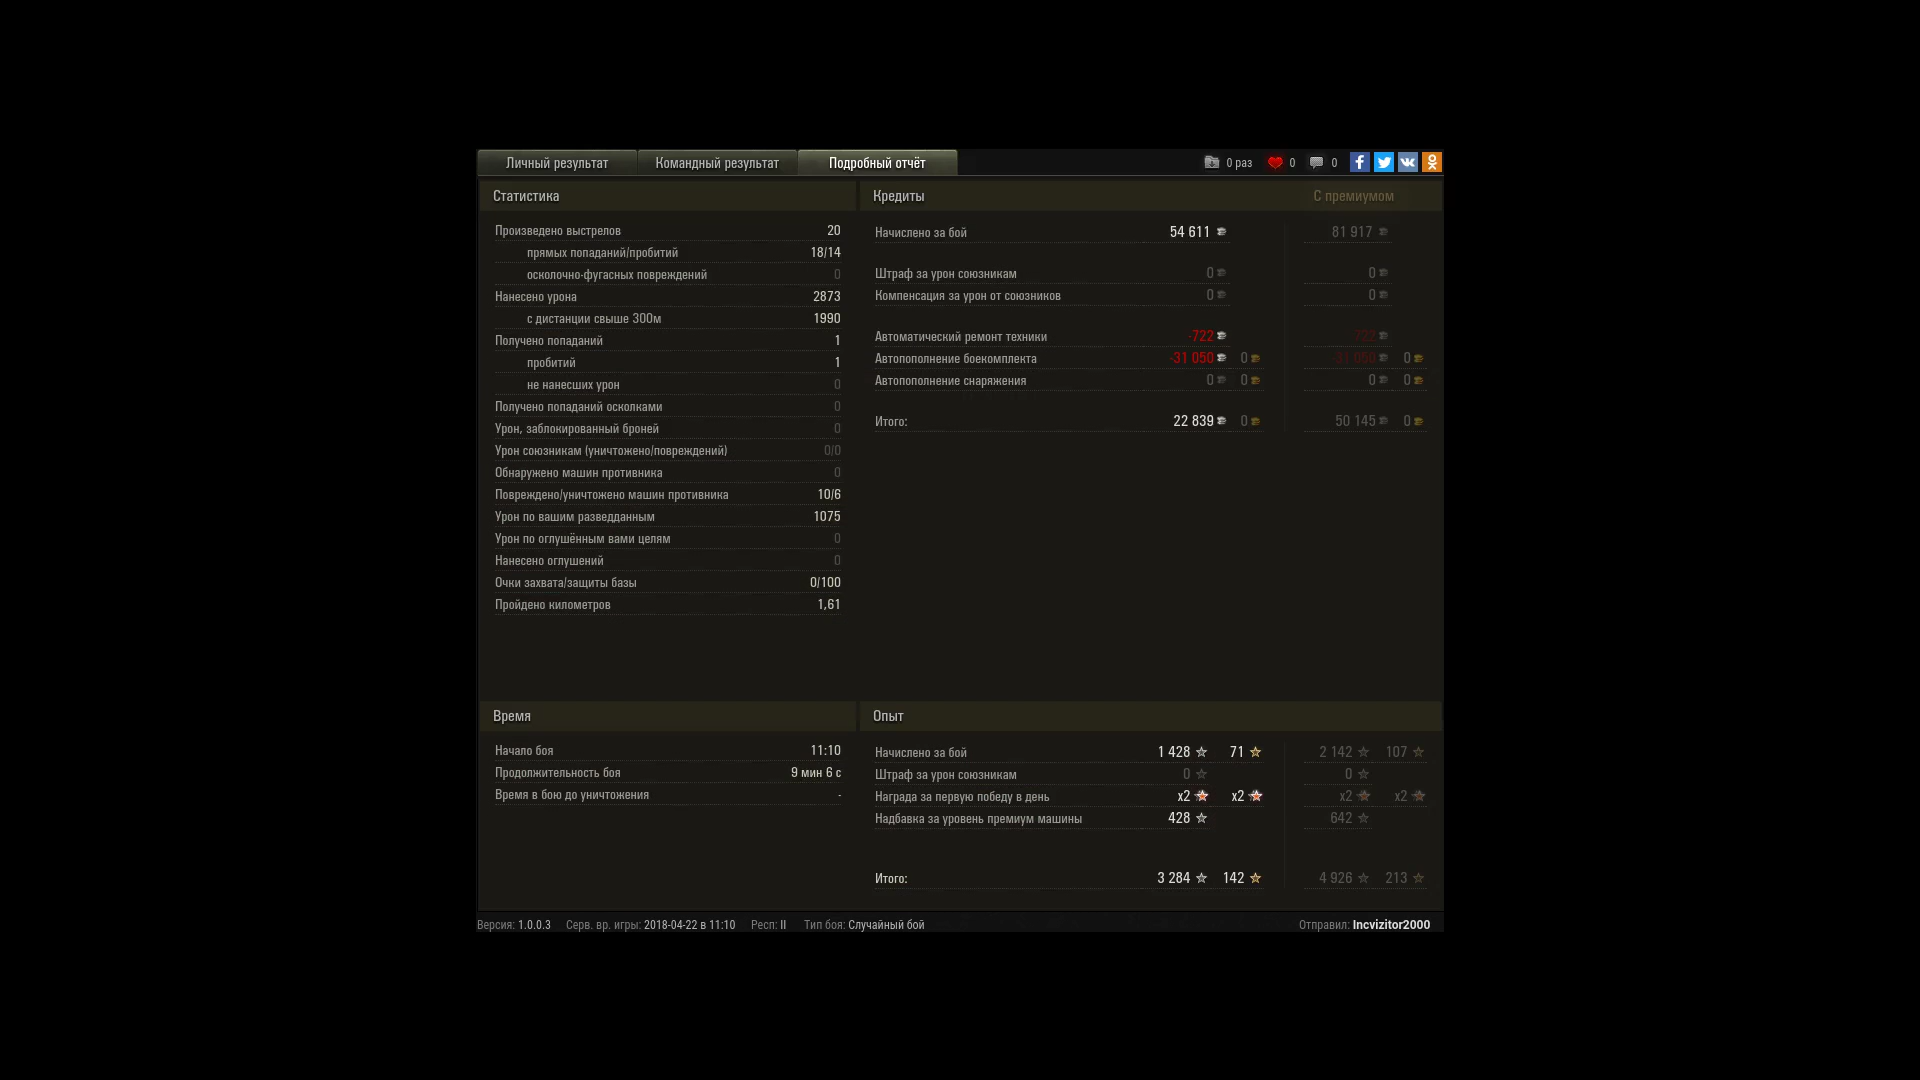 Личный результат Командный результат Подробный отчёт 0 раз 0 0
Статистика
Произведено выстрелов 20
прямых попаданий/пробитий 18/14
осколочно-фугасных повреждений 0
Нанесено урона 2873
с дистанции свыше 300м 1990
Получено попаданий 1
пробитий 1
не нанесших урон 0
Получено попаданий осколками 0
Урон, заблокированный броней 0
Урон союзникам (уничтожено/повреждений) 0/0
Обнаружено машин противника 0
Повреждено/уничтожено машин противника 10/6
Урон по вашим разведданным 1075
Урон по оглушённым вами целям 0
Нанесено оглушений 0
Очки захвата/защиты базы 0/100
Пройдено километров 1,61
Кредиты С премиумом
Начислено за бой 54 611 81 917
Штраф за урон союзникам 0 0
Компенсация за урон от союзников 0 0
Автоматический ремонт техники -722 -722
Автопополнение боекомплекта -31 050 0 -31 050 0
Автопополнение снаряжения 0 0 0 0
Итого: 22 839 0 50 145 0
Время
Начало боя 11:10
Продолжительность боя 9 мин 6 с
Время в бою до уничтожения -
Опыт
Начислено за бой 1 428 71 2 142 107
Штраф за урон союзникам 0 0
Награда за первую победу в день x2 x2 x2 x2
Надбавка за уровень премиум машины 428 642
Итого: 3 284 142 4 926 213
Версия: 1.0.0.3 Серв. вр. игры: 2018-04-22 в 11:10 Респ: II Тип боя: Случайный бой Отправил: Incvizitor2000